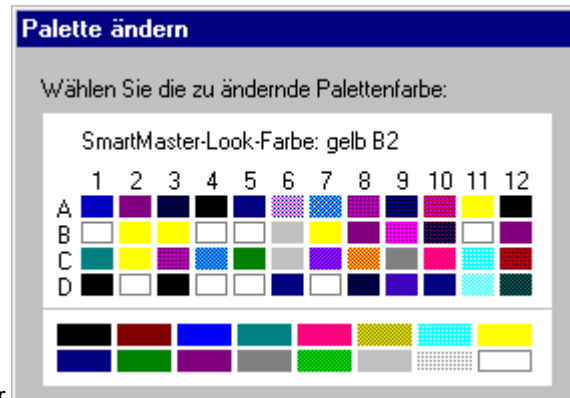 Palette ändern
Wählen Sie die zu ändernde Palettenfarbe:
SmartMaster-Look-Farbe: gelb B2
1 2 3 4 5 6 7 8 9 10 11 12
A
B
C
D
r